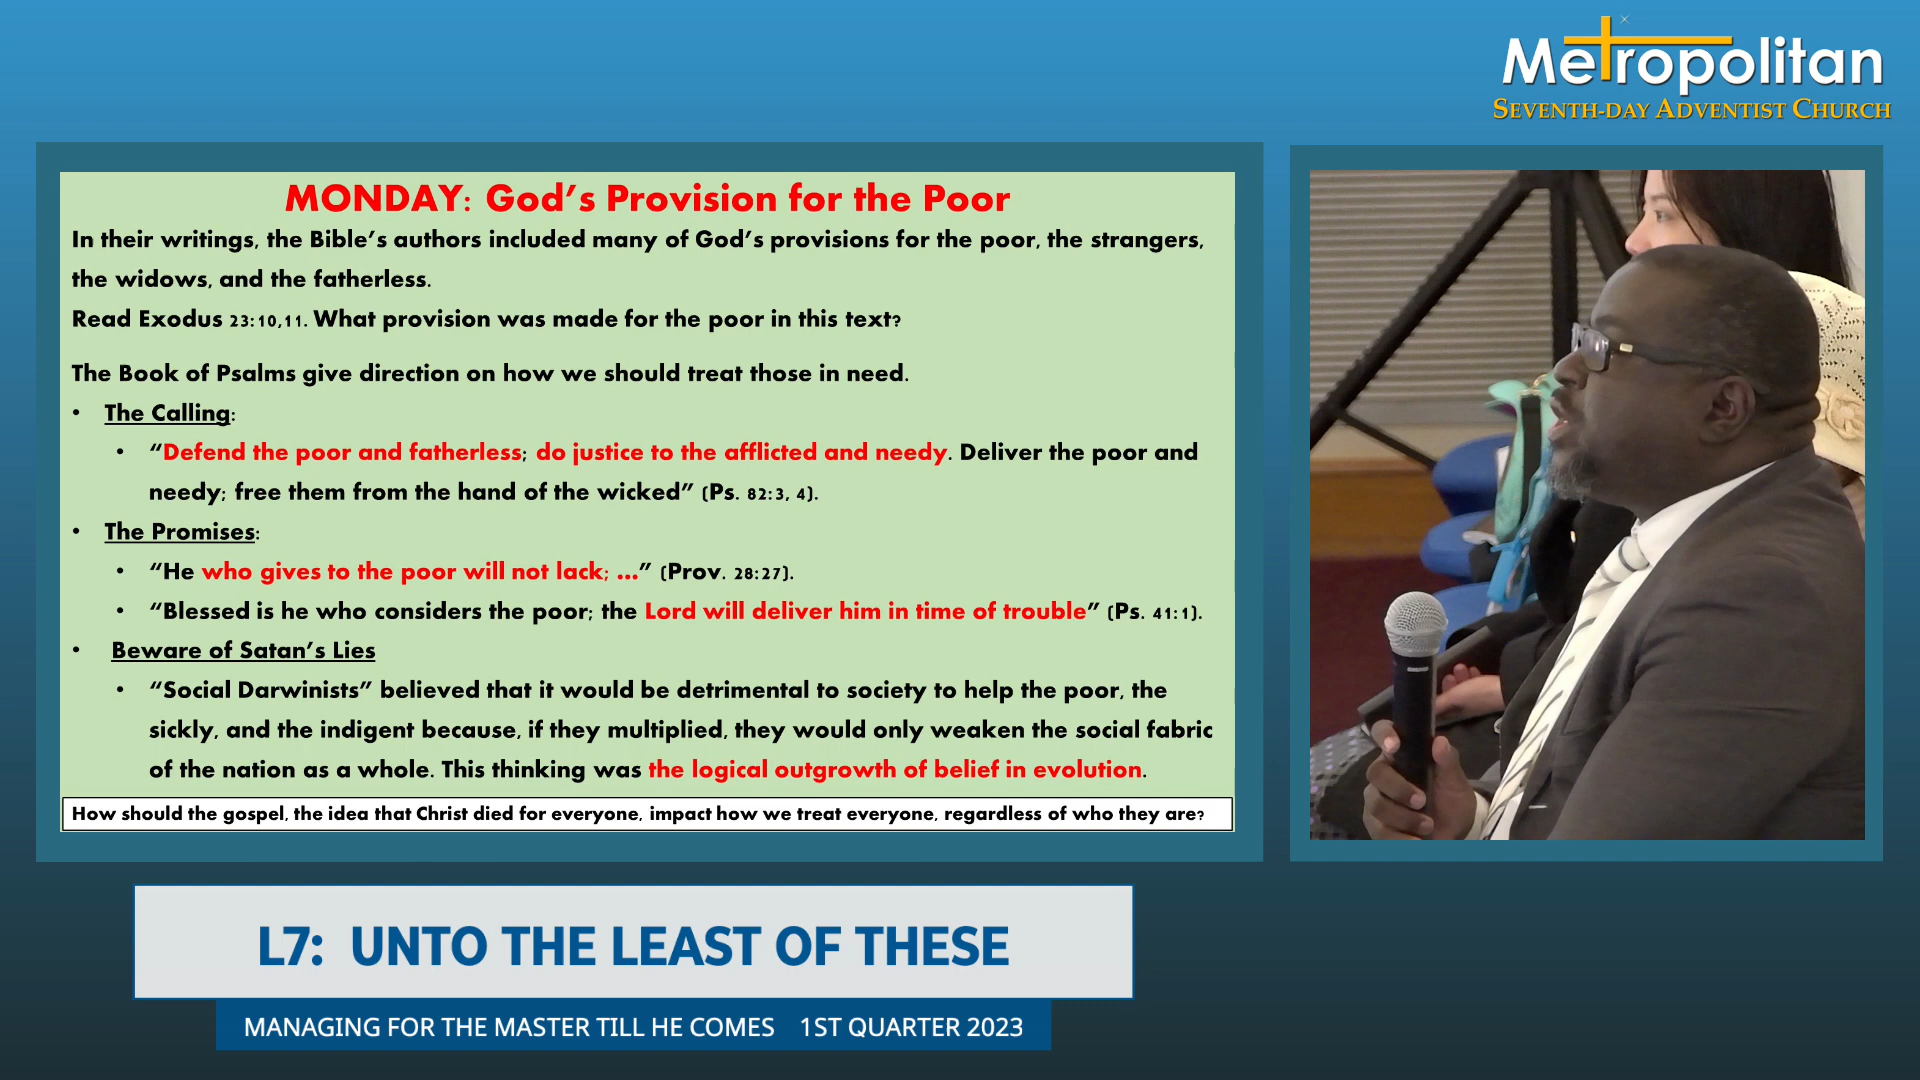 Metropolitan
SEVENTH-DAY ADVENTIST CHURCH
MONDAY: God's Provision for the Poor
In their writings, the Bible's authors included many of God's provisions for the poor, the strangers,
the widows, and the fatherless.
Read Exodus 23:10,11. What provision was made for the poor in this text?
The Book of Psalms give direction on how we should treat those in need.
• The Calling:
• “Defend the poor and fatherless; do justice to the afflicted and needy. Deliver the poor and
needy; free them from the hand of the wicked” (Ps. 82:3, 4).
• The Promises:
• “He who gives to the poor will not lack; ...” (Prov. 28:27).
• “Blessed is he who considers the poor; the Lord will deliver him in time of trouble” (Ps. 41:1).
• Beware of Satan's Lies
• “Social Darwinists” believed that it would be detrimental to society to help the poor, the
sickly, and the indigent because, if they multiplied, they would only weaken the social fabric
of the nation as a whole. This thinking was the logical outgrowth of belief in evolution.
How should the gospel, the idea that Christ died for everyone, impact how we treat everyone, regardless of who they are?
L7: UNTO THE LEAST OF THESE
MANAGING FOR THE MASTER TILL HE COMES 1ST QUARTER 2023